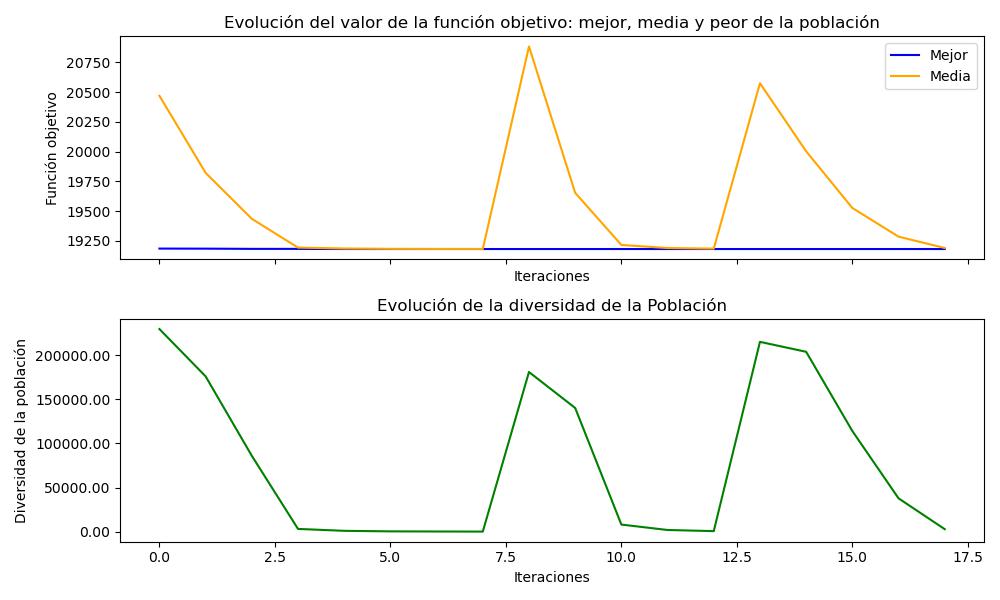 Evolución del valor de la función objetivo: mejor, media y peor de la población
Función objetivo
20750
20500
20250
20000
19750
19500
19250
Mejor
Media
Iteraciones
Evolución de la diversidad de la Población
Diversidad de la población
200000.00
150000.00
100000.00
50000.00
0.00
0.0 2.5 5.0 7.5 10.0 12.5 15.0 17.5
Iteraciones